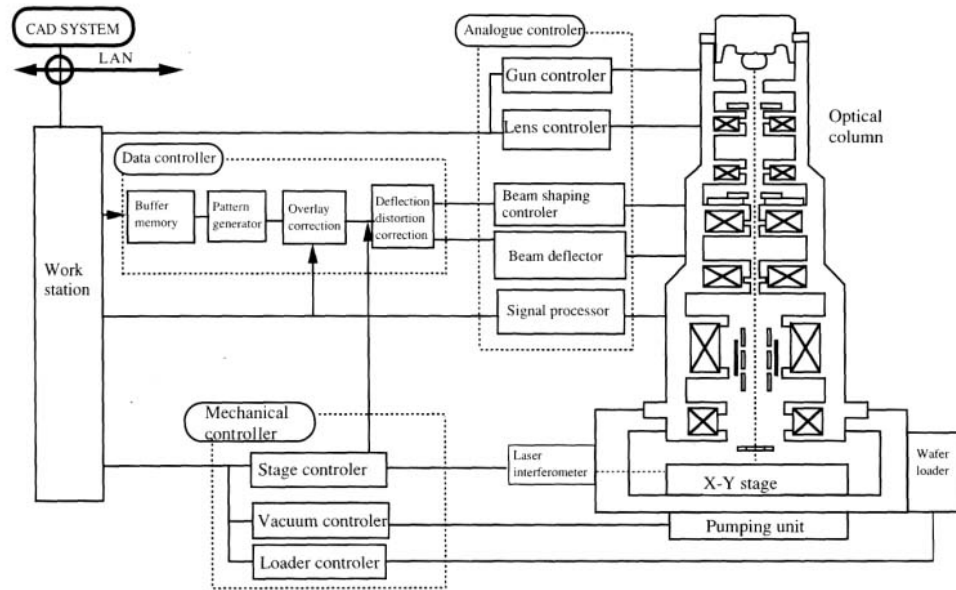 CAD SYSTEM
LAN
Analogue controler
Gun controler
Lens controler
Optical
column
Data controller
Buffer
memory
Pattern
generator
Overlay
correction
Deflection
distortion
correction
Beam shaping
controler
Beam deflector
Work
station
Signal processor
Mechanical
controller
Stage controler
Laser
interferometer
X-Y stage
Wafer
loader
Vacuum controler
Pumping unit
Loader controler